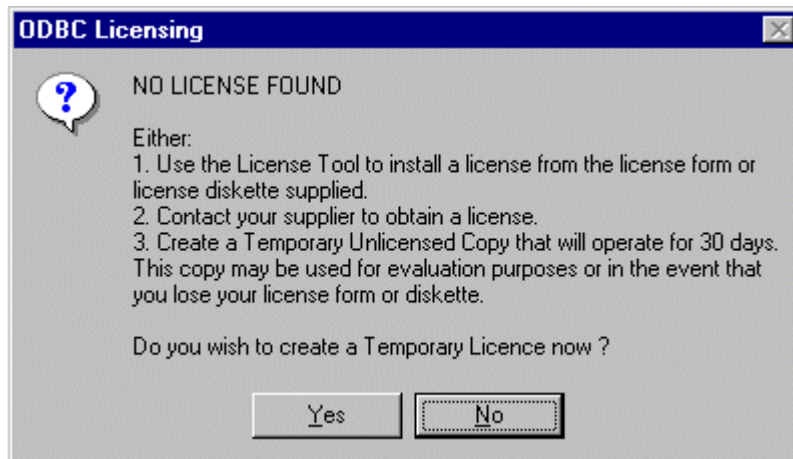 ODBC Licensing
NO LICENSE FOUND
Either:
1. Use the License Tool to install a license from the license form or
license diskette supplied.
2. Contact your supplier to obtain a license.
3. Create a Temporary Unlicensed Copy that will operate for 30 days.
This copy may be used for evaluation purposes or in the event that
you lose your license form or diskette.
Do you wish to create a Temporary Licence now ?
Yes
No